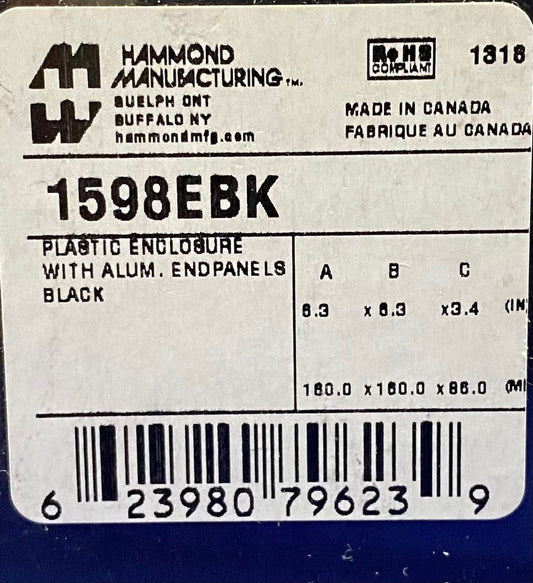 HAMMOND
MANUFACTURING™
GUELPH ONT
BUFFALO NY
hammondmfg.com
RoHS
COMPLIANT
1318
MADE IN CANADA
FABRIQUE AU CANADA
1598EBK
PLASTIC ENCLOSURE
WITH ALUM. ENDPANELS
BLACK
A B C
6.3 x 6.3 x3.4 (IN
160.0 x160.0 x86.0 (M
6 23980 79623 9